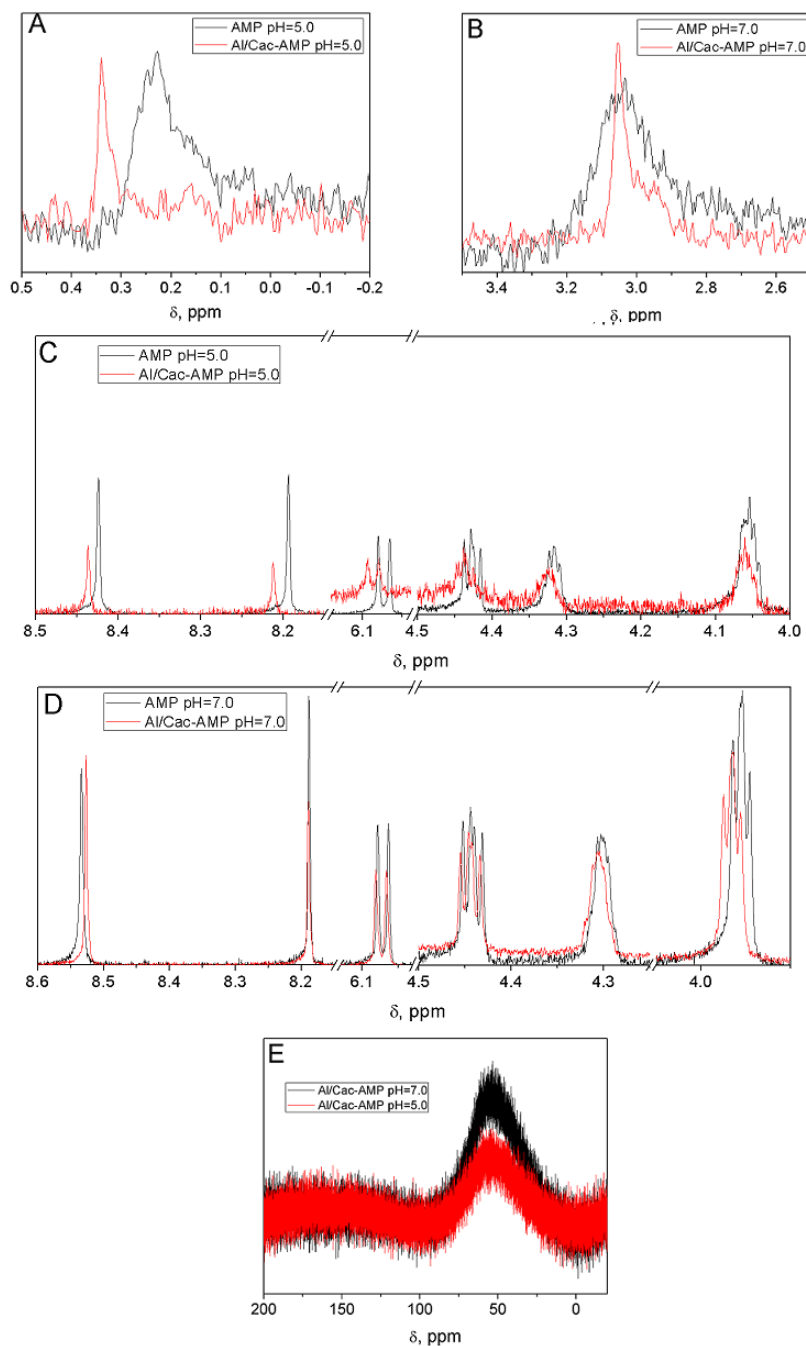 A
AMP pH=5.0
Al/Cac-AMP pH=5.0
0.5 0.4 0.3 0.2 0.1 0.0 -0.1 -0.2
δ, ppm
B
AMP pH=7.0
Al/Cac-AMP pH=7.0
3.4 3.2 3.0 2.8 2.6
δ, ppm
C
AMP pH=5.0
Al/Cac-AMP pH=5.0
8.5 8.4 8.3 8.2 6.1 4.5 4.4 4.3 4.2 4.1 4.0
δ, ppm
D
AMP pH=7.0
Al/Cac-AMP pH=7.0
8.6 8.5 8.4 8.3 8.2 6.1 4.5 4.4 4.3 4.0
δ, ppm
E
Al/Cac-AMP pH=7.0
Al/Cac-AMP pH=5.0
200 150 100 50 0
δ, ppm